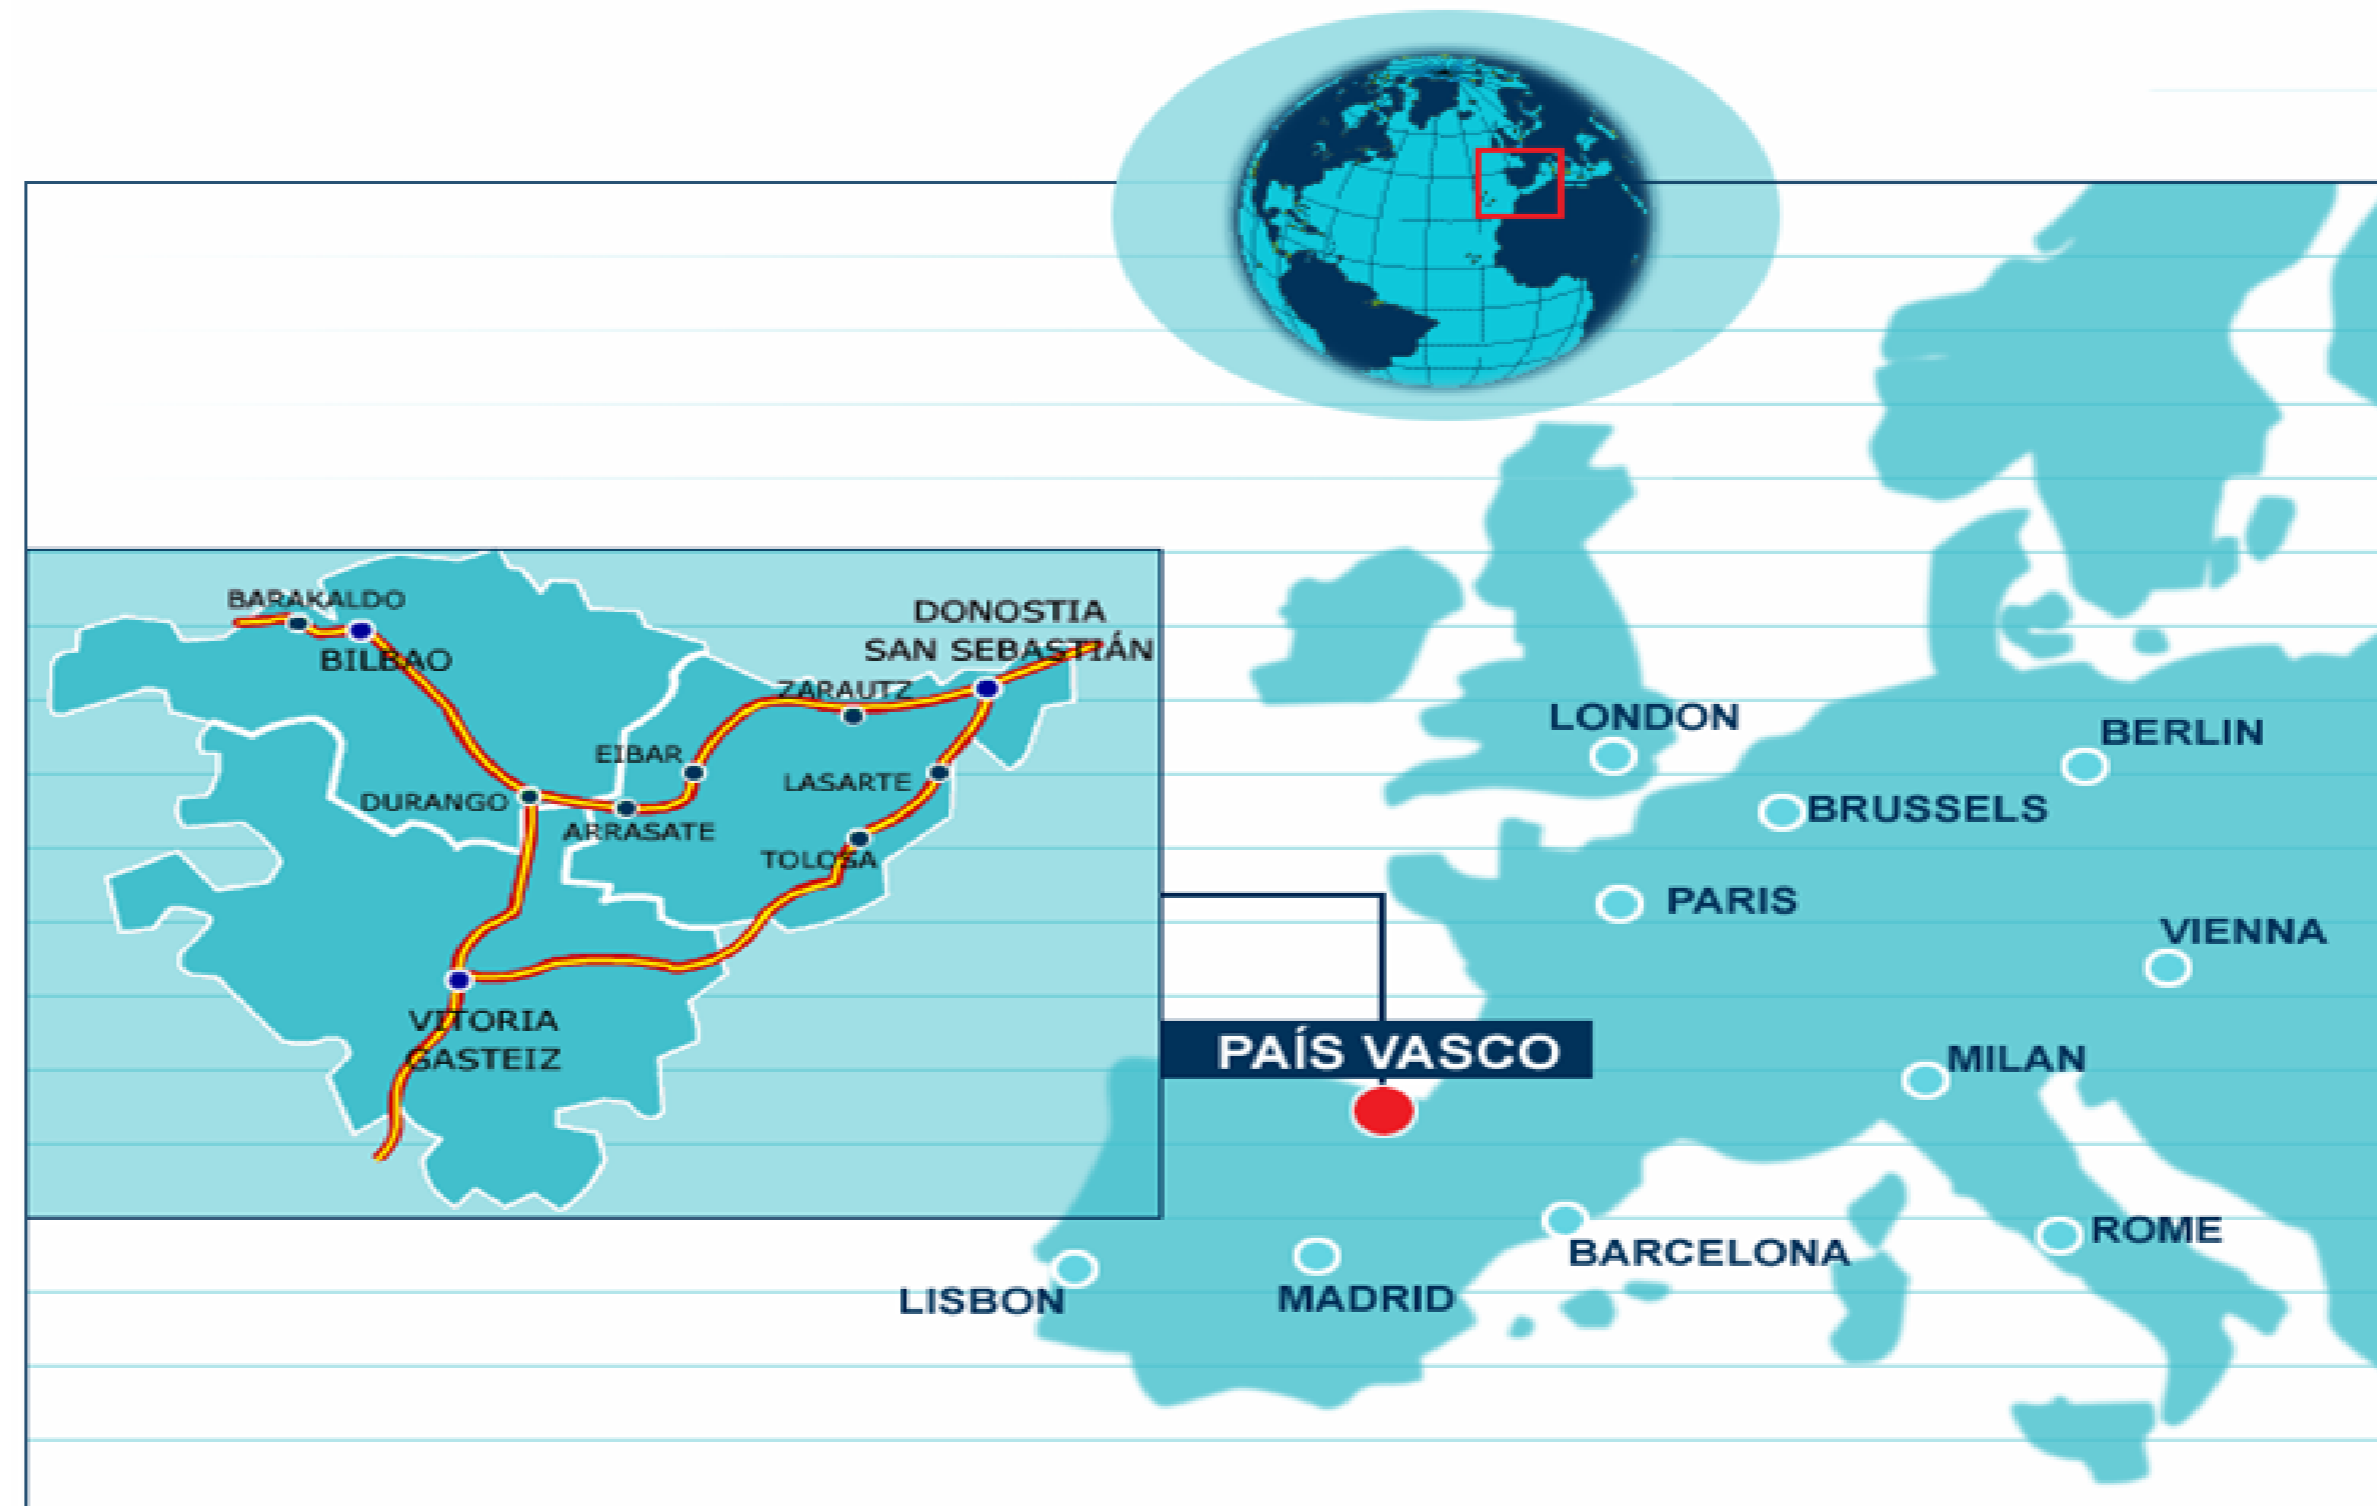 BARAKALDO
BILBAO
DONOSTIA
SAN SEBASTIÁN
ZARAUTZ
EIBAR
LASARTE
DURANGO
ARRASATE
TOLOSA
VITORIA
GASTEIZ
LONDON
BERLIN
BRUSSELS
PARIS
VIENNA
PAÍS VASCO
MILAN
ROME
BARCELONA
LISBON
MADRID